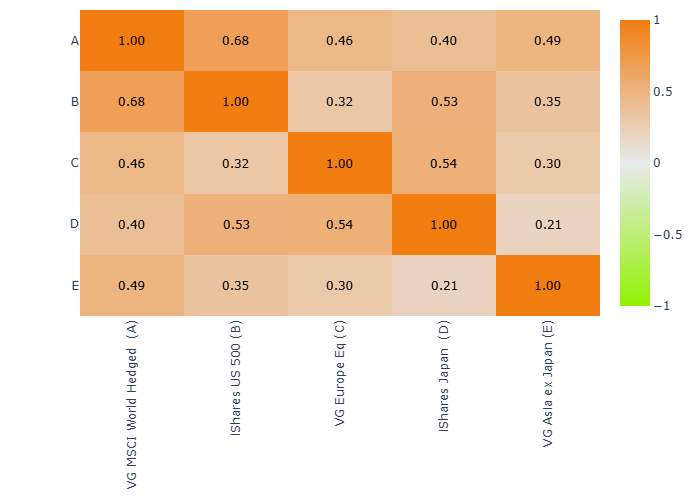 A 1.00 0.68 0.46 0.40 0.49
B 0.68 1.00 0.32 0.53 0.35
C 0.46 0.32 1.00 0.54 0.30
D 0.40 0.53 0.54 1.00 0.21
E 0.49 0.35 0.30 0.21 1.00
VG MSCI World Hedged (A)
IShares US 500 (B)
VG Europe Eq (C)
IShares Japan (D)
VG Asia ex Japan (E)
1
0.5
0
−0.5
−1